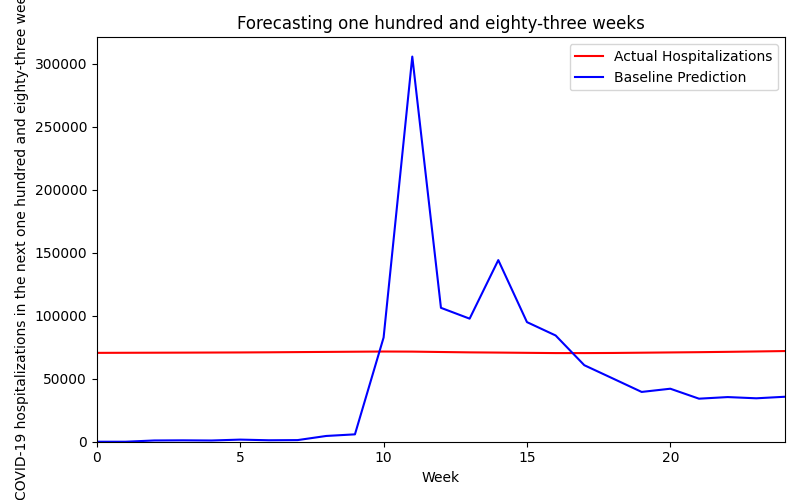 Forecasting one hundred and eighty-three weeks
COVID-19 hospitalizations in the next one hundred and eighty-three
300000
250000
200000
150000
100000
50000
0
Actual Hospitalizations
Baseline Prediction
0 5 10 15 20
Week